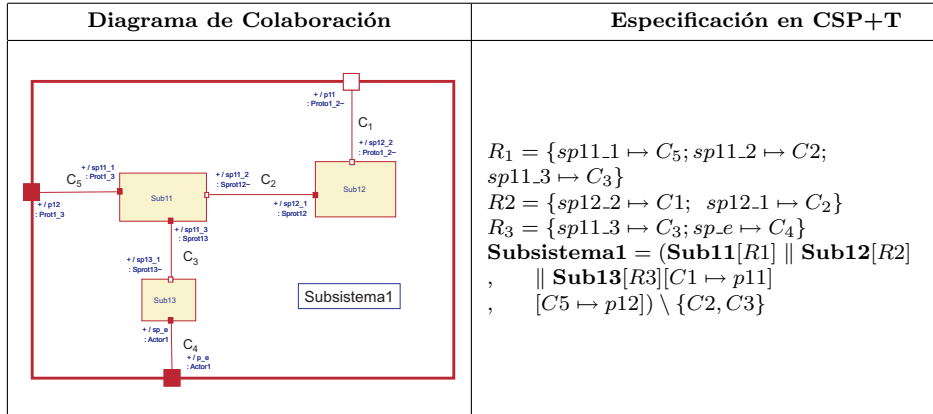 Diagrama de Colaboración
Especificación en CSP+T
+ / p11
: Proto1_2~
C1
+ / sp12_2
: Proto1_2~
+ / sp11_1
: Prot1_3
C5
+ / p12
: Prot1_3
Sub11
+ / sp11_2
: Sprot12~
C2
+ / sp12_1
: Sprot12
Sub12
+ / sp11_3
: Sprot13
C3
+ / sp13_1
: Sprot13~
Sub13
Subsistema1
+ / sp_e
: Actor1
C4
+ / p_e
: Actor1
R₁ = {sp11_1 ↦ C₅; sp11_2 ↦ C2;
sp11_3 ↦ C₃}
R2 = {sp12_2 ↦ C1; sp12_1 ↦ C₂}
R₃ = {sp11_3 ↦ C₃; sp_e ↦ C₄}
Subsistema1 = (Sub11[R1] ∥ Sub12[R2]
, ∥ Sub13[R3][C1 ↦ p11]
, [C5 ↦ p12]) \ {C2, C3}